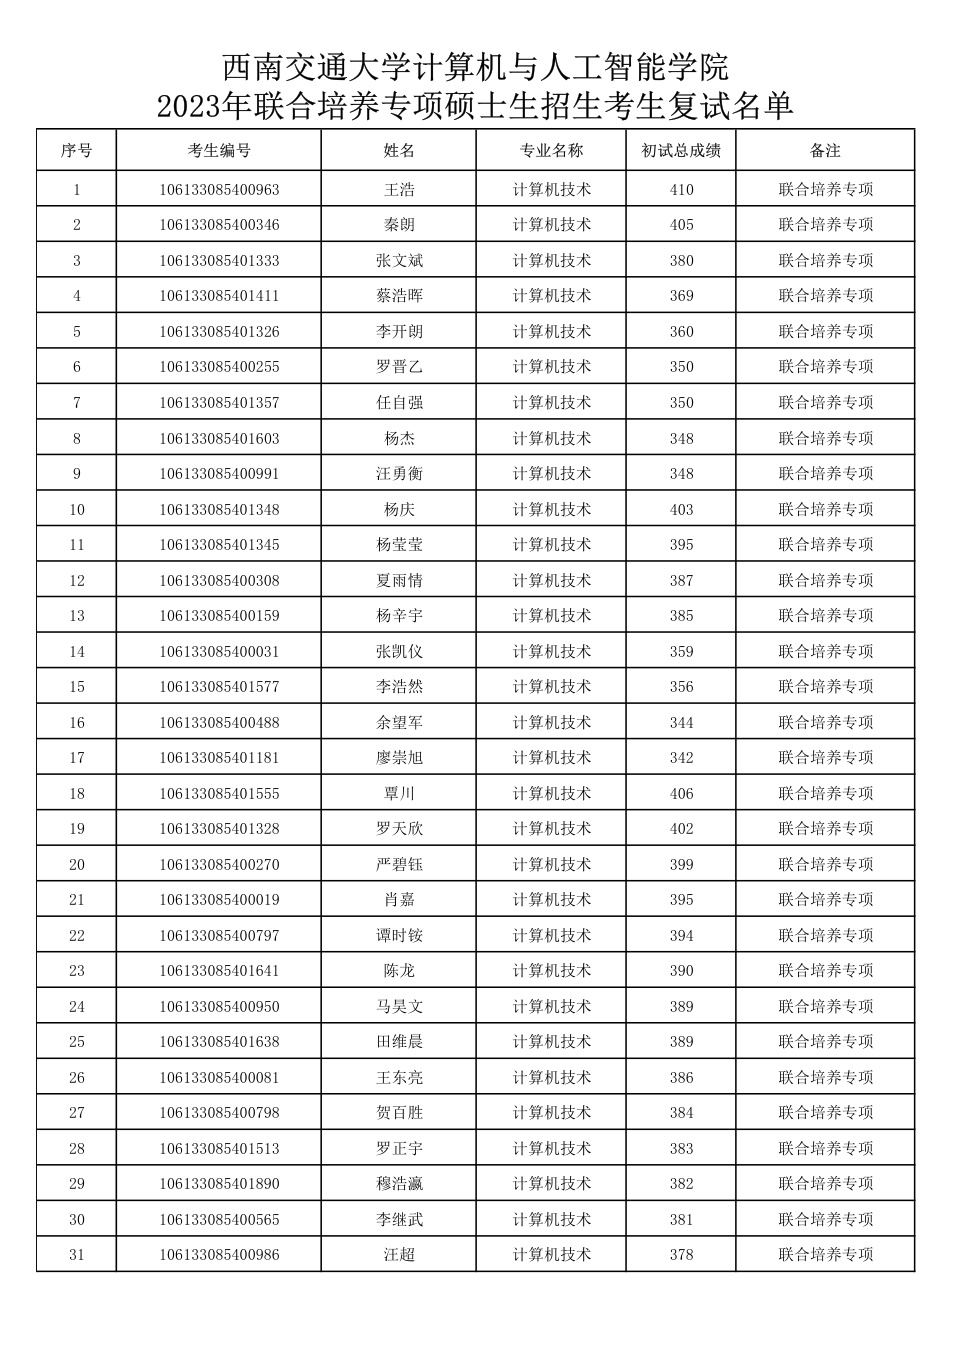 西南交通大学计算机与人工智能学院
2023年联合培养专项硕士生招生考生复试名单
序号 考生编号 姓名 专业名称 初试总成绩 备注
1 106133085400963 王浩 计算机技术 410 联合培养专项
2 106133085400346 秦朗 计算机技术 405 联合培养专项
3 106133085401333 张文斌 计算机技术 380 联合培养专项
4 106133085401411 蔡浩晖 计算机技术 369 联合培养专项
5 106133085401326 李开朗 计算机技术 360 联合培养专项
6 106133085400255 罗晋乙 计算机技术 350 联合培养专项
7 106133085401357 任自强 计算机技术 350 联合培养专项
8 106133085401603 杨杰 计算机技术 348 联合培养专项
9 106133085400991 汪勇衡 计算机技术 348 联合培养专项
10 106133085401348 杨庆 计算机技术 403 联合培养专项
11 106133085401345 杨莹莹 计算机技术 395 联合培养专项
12 106133085400308 夏雨情 计算机技术 387 联合培养专项
13 106133085400159 杨辛宇 计算机技术 385 联合培养专项
14 106133085400031 张凯仪 计算机技术 359 联合培养专项
15 106133085401577 李浩然 计算机技术 356 联合培养专项
16 106133085400488 余望军 计算机技术 344 联合培养专项
17 106133085401181 廖崇旭 计算机技术 342 联合培养专项
18 106133085401555 覃川 计算机技术 406 联合培养专项
19 106133085401328 罗天欣 计算机技术 402 联合培养专项
20 106133085400270 严碧钰 计算机技术 399 联合培养专项
21 106133085400019 肖嘉 计算机技术 395 联合培养专项
22 106133085400797 谭时铵 计算机技术 394 联合培养专项
23 106133085401641 陈龙 计算机技术 390 联合培养专项
24 106133085400950 马昊文 计算机技术 389 联合培养专项
25 106133085401638 田维晨 计算机技术 389 联合培养专项
26 106133085400081 王东亮 计算机技术 386 联合培养专项
27 106133085400798 贺百胜 计算机技术 384 联合培养专项
28 106133085401513 罗正宇 计算机技术 383 联合培养专项
29 106133085401890 穆浩瀛 计算机技术 382 联合培养专项
30 106133085400565 李继武 计算机技术 381 联合培养专项
31 106133085400986 汪超 计算机技术 378 联合培养专项